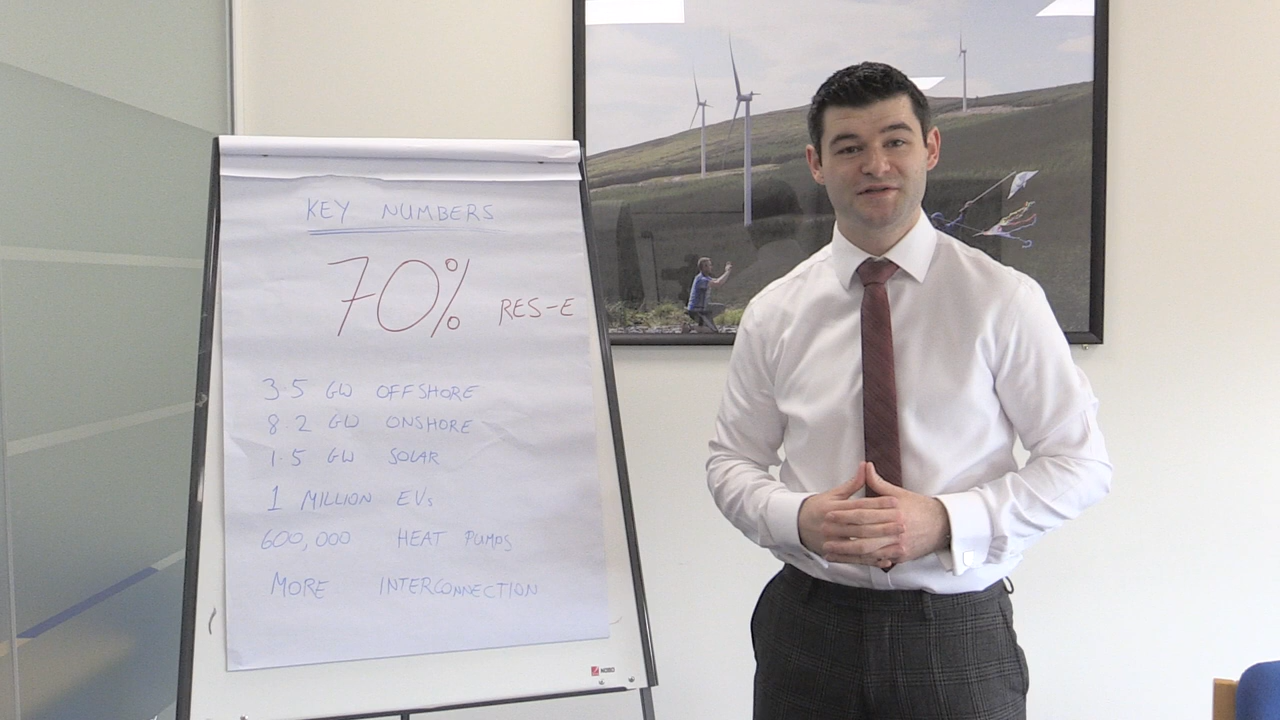 KEY NUMBERS
70% RES-E
3.5 GW OFFSHORE
8.2 GW ONSHORE
1.5 GW SOLAR
1 MILLION EVs
600,000 HEAT PUMPS
MORE INTERCONNECTION
NOBO